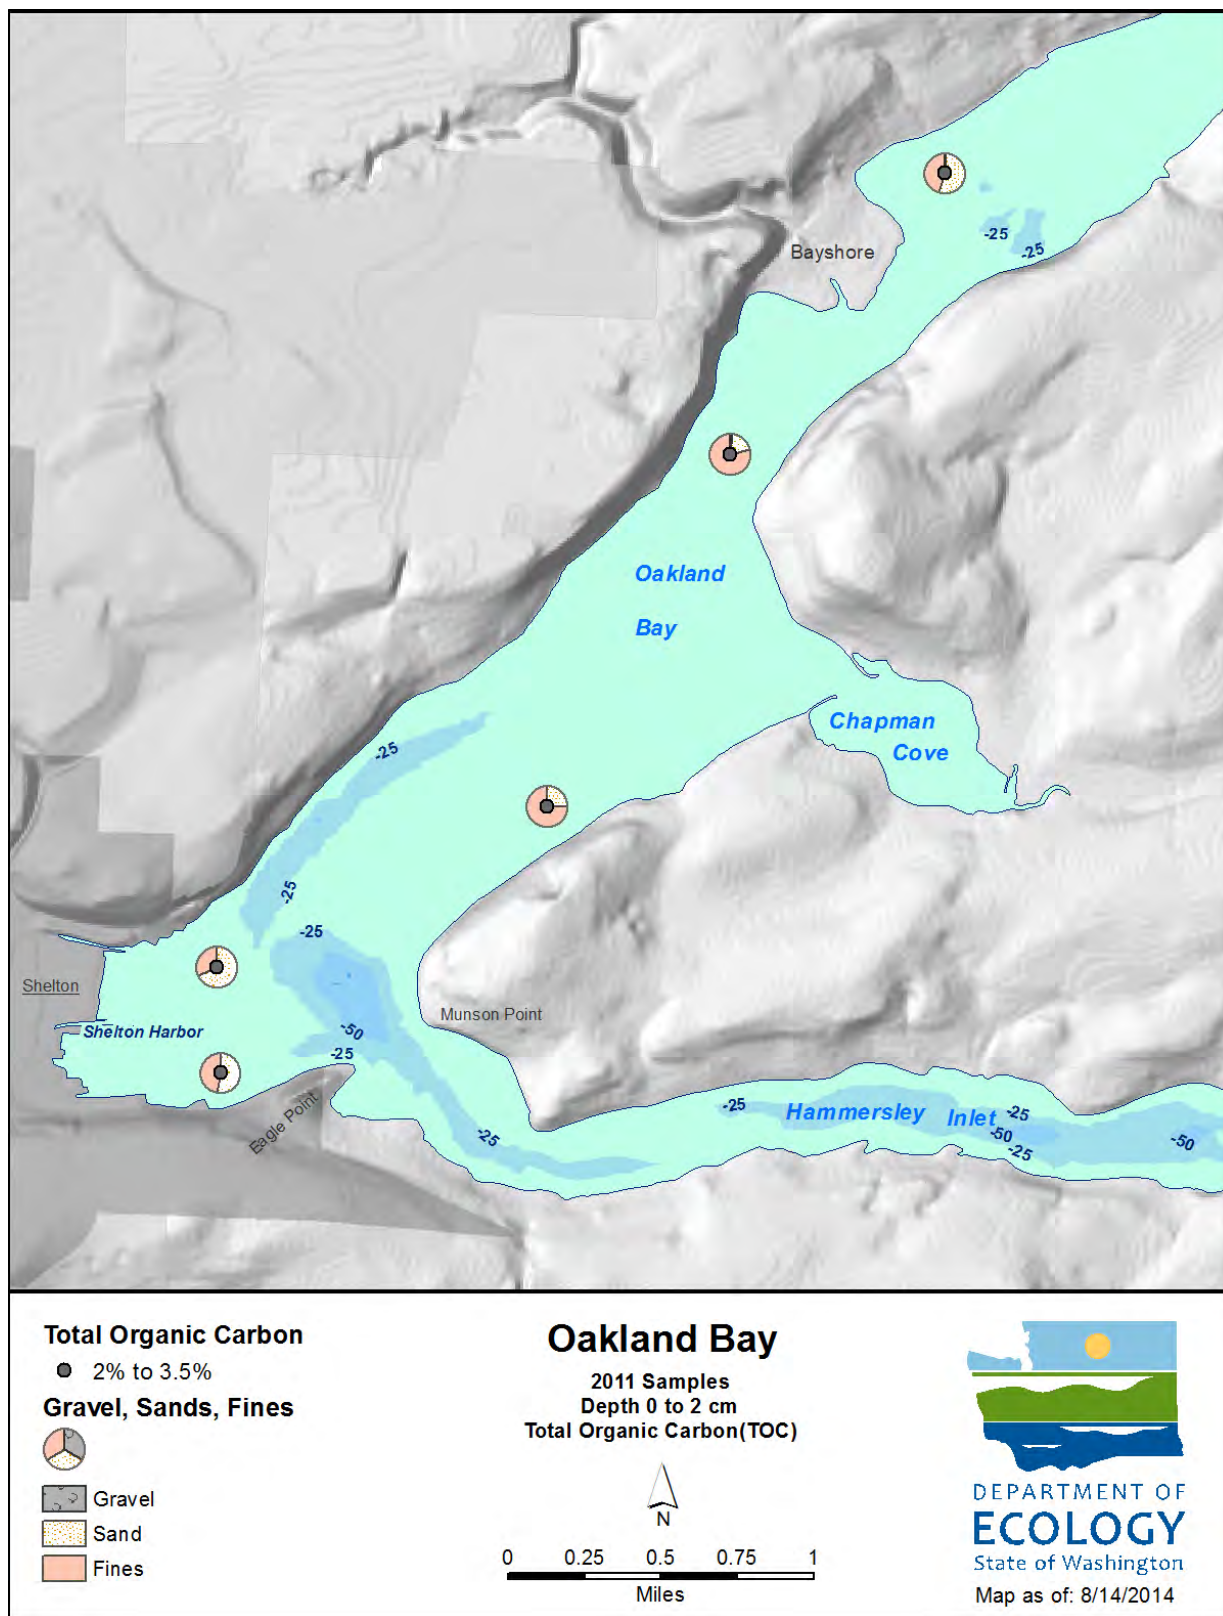 Bayshore
-25
-25
Oakland
Bay
Chapman
Cove
-25
-25
-25
Shelton
Munson Point
Shelton Harbor
-50
-25
Eagle Point
-25
-25
Hammersley Inlet
-25
-50
-25
-50
Total Organic Carbon
2% to 3.5%
Gravel, Sands, Fines
Gravel
Sand
Fines
Oakland Bay
2011 Samples
Depth 0 to 2 cm
Total Organic Carbon(TOC)
N
0 0.25 0.5 0.75 1
Miles
DEPARTMENT OF
ECOLOGY
State of Washington
Map as of: 8/14/2014